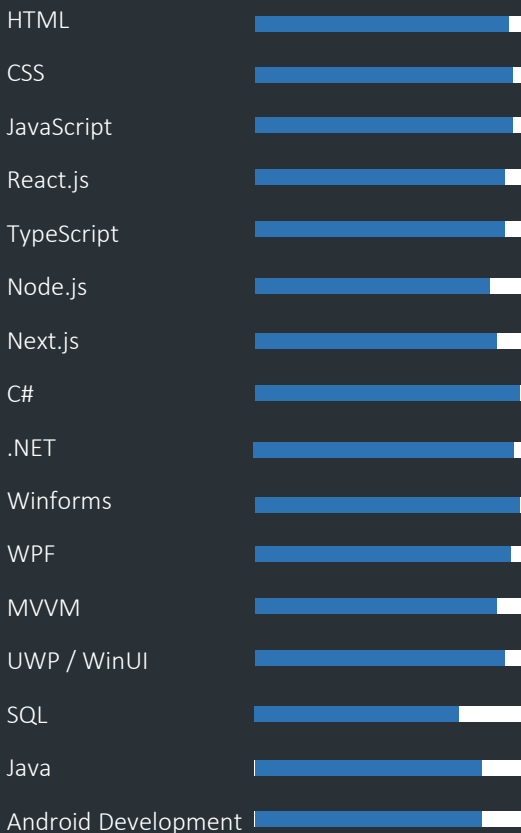 HTML
CSS
JavaScript
React.js
TypeScript
Node.js
Next.js
C#
.NET
Winforms
WPF
MVVM
UWP / WinUI
SQL
Java
Android Development